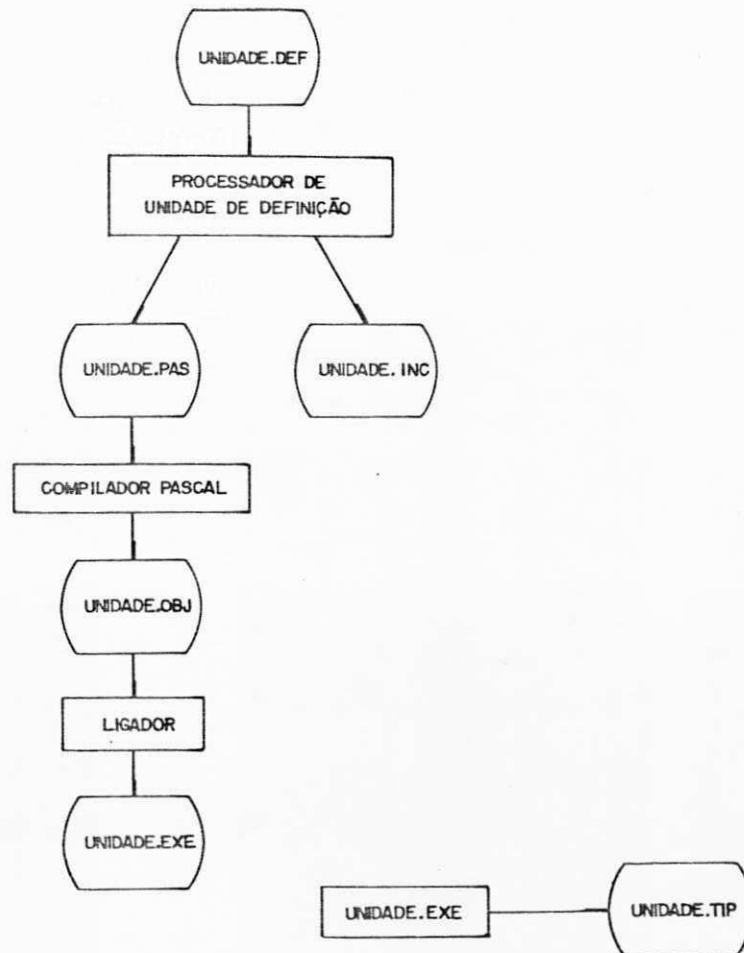 UNIDADE.DEF
PROCESSADOR DE
UNIDADE DE DEFINIÇÃO
UNIDADE.PAS
UNIDADE.INC
COMPILADOR PASCAL
UNIDADE.OBJ
LIGADOR
UNIDADE.EXE
UNIDADE.EXE
UNIDADE.TIP